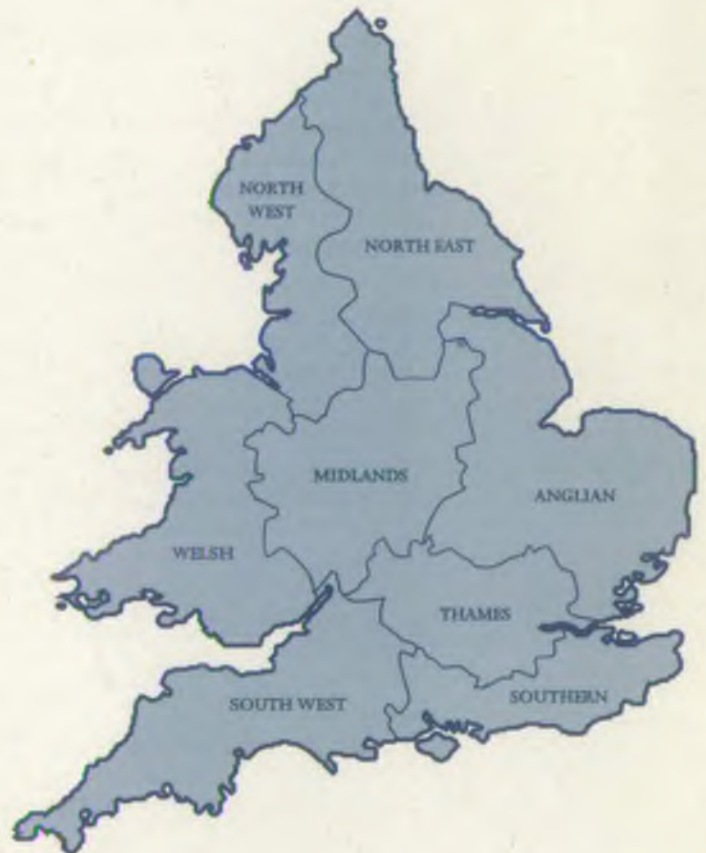 NORTH
WEST
NORTH EAST
MIDLANDS
ANGLIAN
WELSH
THAMES
SOUTHERN
SOUTH WEST